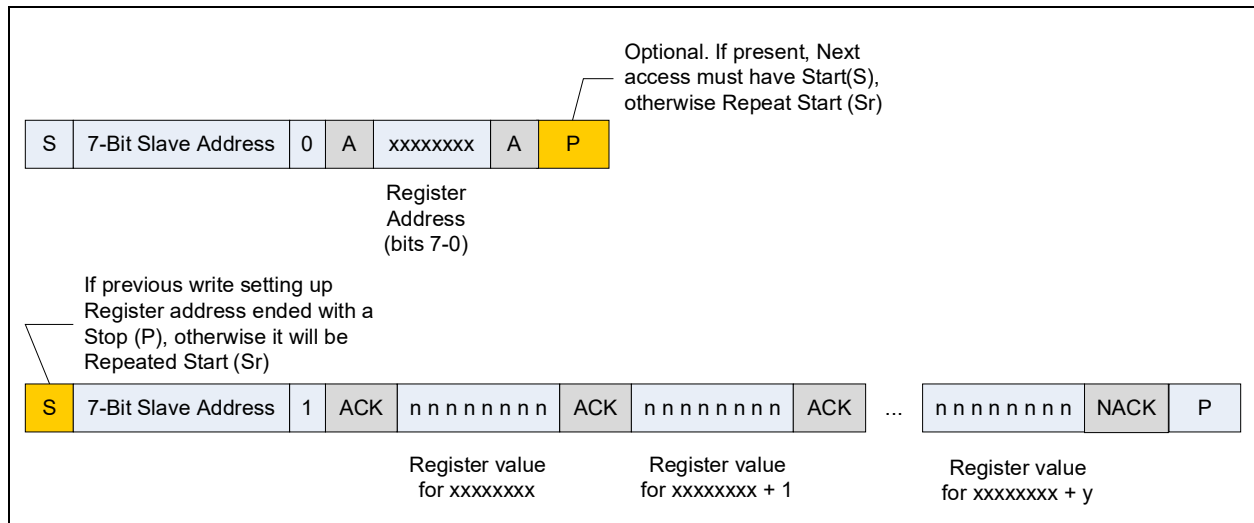 Optional. If present, Next
access must have Start(S),
otherwise Repeat Start (Sr)
S 7-Bit Slave Address 0 A xxxxxxxx A P
Register
Address
(bits 7-0)
If previous write setting up
Register address ended with a
Stop (P), otherwise it will be
Repeated Start (Sr)
S 7-Bit Slave Address 1 ACK n n n n n n n n ACK n n n n n n n n ACK ... n n n n n n n n NACK P
Register value
for xxxxxxxx
Register value
for xxxxxxxx + 1
Register value
for xxxxxxxx + y